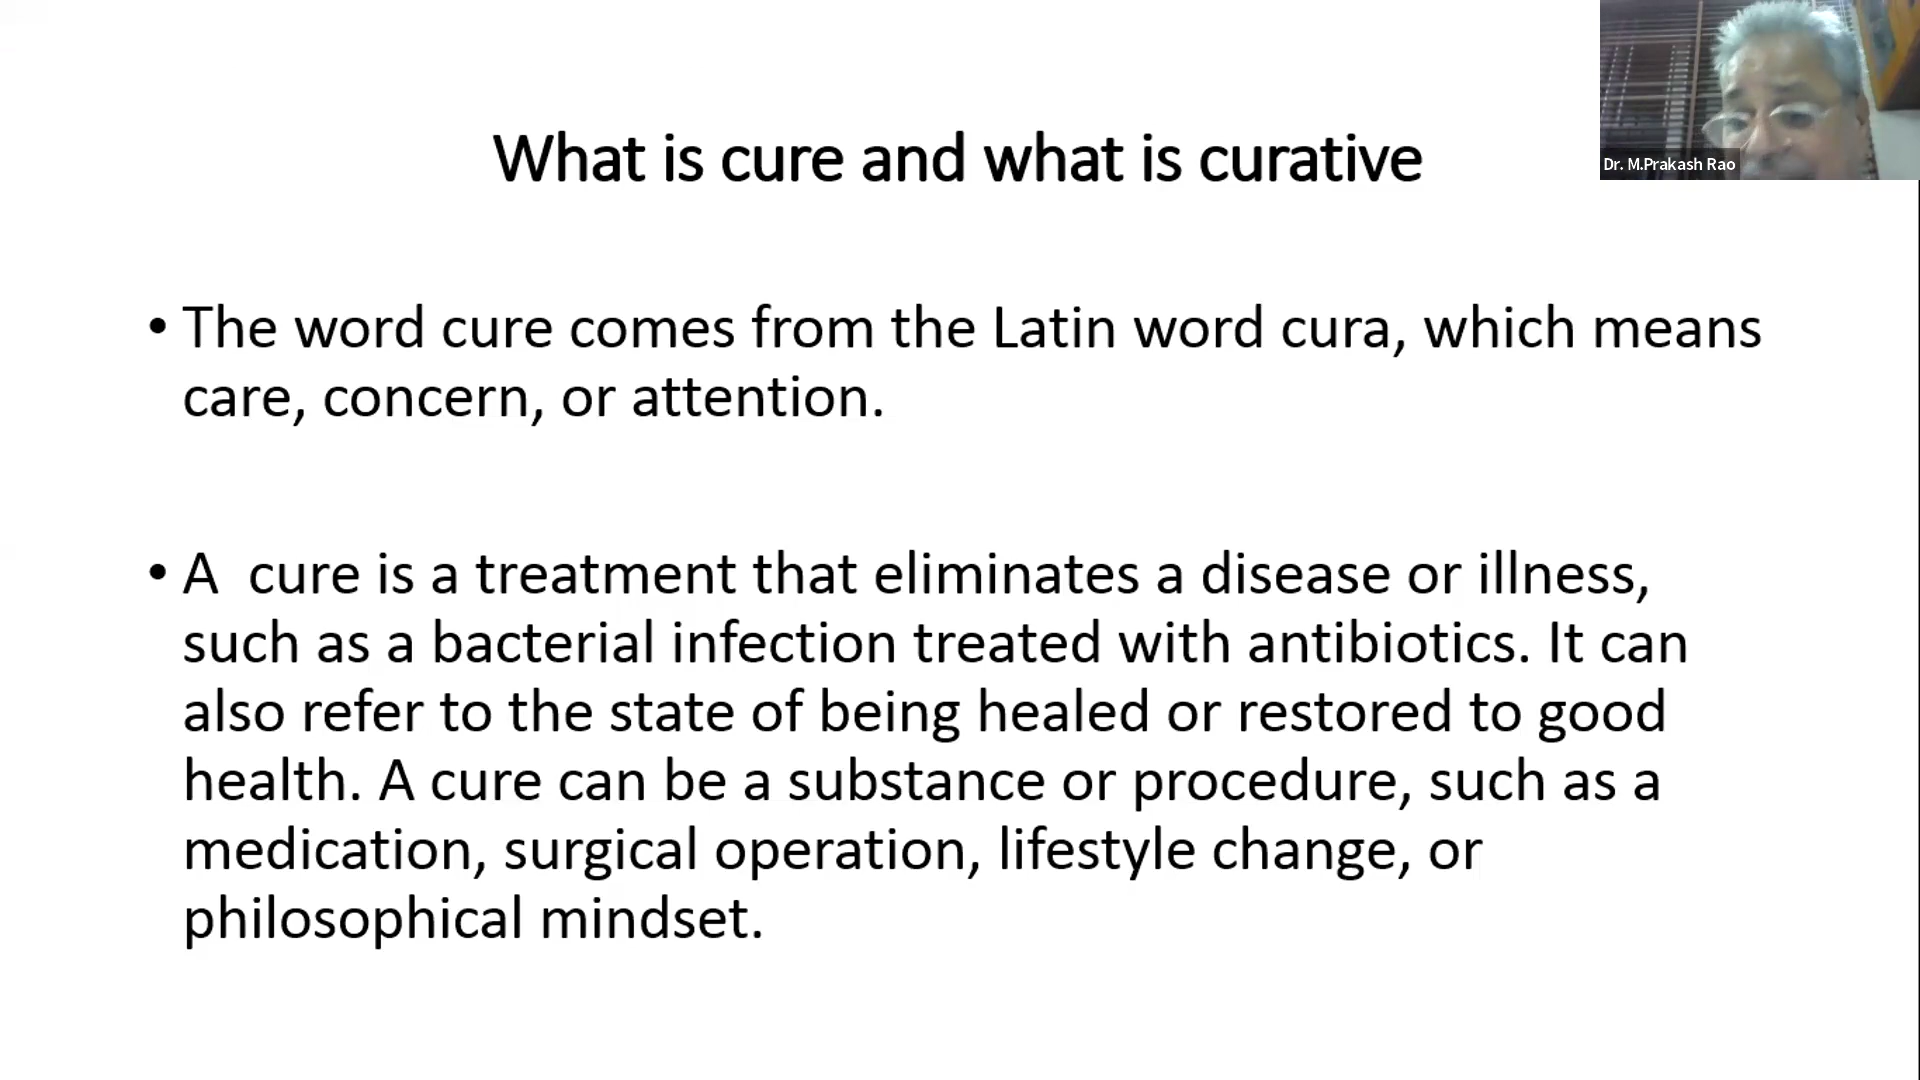 What is cure and what is curative
Dr. M.Prakash Rao
• The word cure comes from the Latin word cura, which means
care, concern, or attention.
• A  cure is a treatment that eliminates a disease or illness,
such as a bacterial infection treated with antibiotics. It can
also refer to the state of being healed or restored to good
health. A cure can be a substance or procedure, such as a
medication, surgical operation, lifestyle change, or
philosophical mindset.